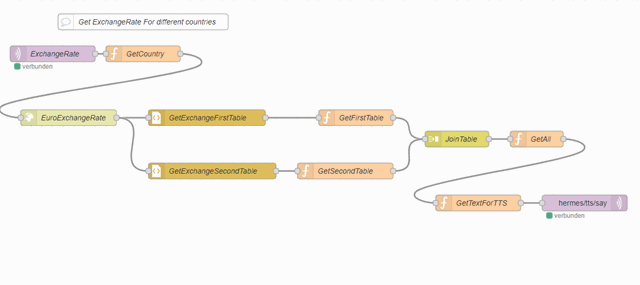 Get ExchangeRate For different countries
ExchangeRate
GetCountry
verbunden
EuroExchangeRate
GetExchangeFirstTable
GetFirstTable
JoinTable
GetAll
GetExchangeSecondTable
GetSecondTable
GetTextForTTS
hermes/tts/say
verbunden